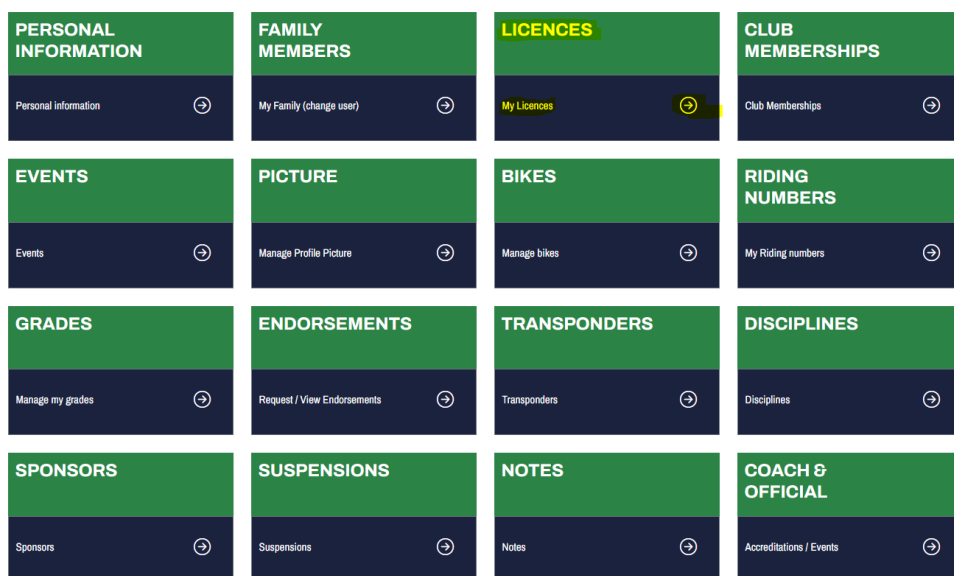 PERSONAL
INFORMATION
Personal information
FAMILY
MEMBERS
My Family (change user)
LICENCES
My Licences
CLUB
MEMBERSHIPS
Club Memberships
EVENTS
Events
PICTURE
Manage Profile Picture
BIKES
Manage bikes
RIDING
NUMBERS
My Riding numbers
GRADES
Manage my grades
ENDORSEMENTS
Request / View Endorsements
TRANSPONDERS
Transponders
DISCIPLINES
Disciplines
SPONSORS
Sponsors
SUSPENSIONS
Suspensions
NOTES
Notes
COACH &
OFFICIAL
Accreditations / Events